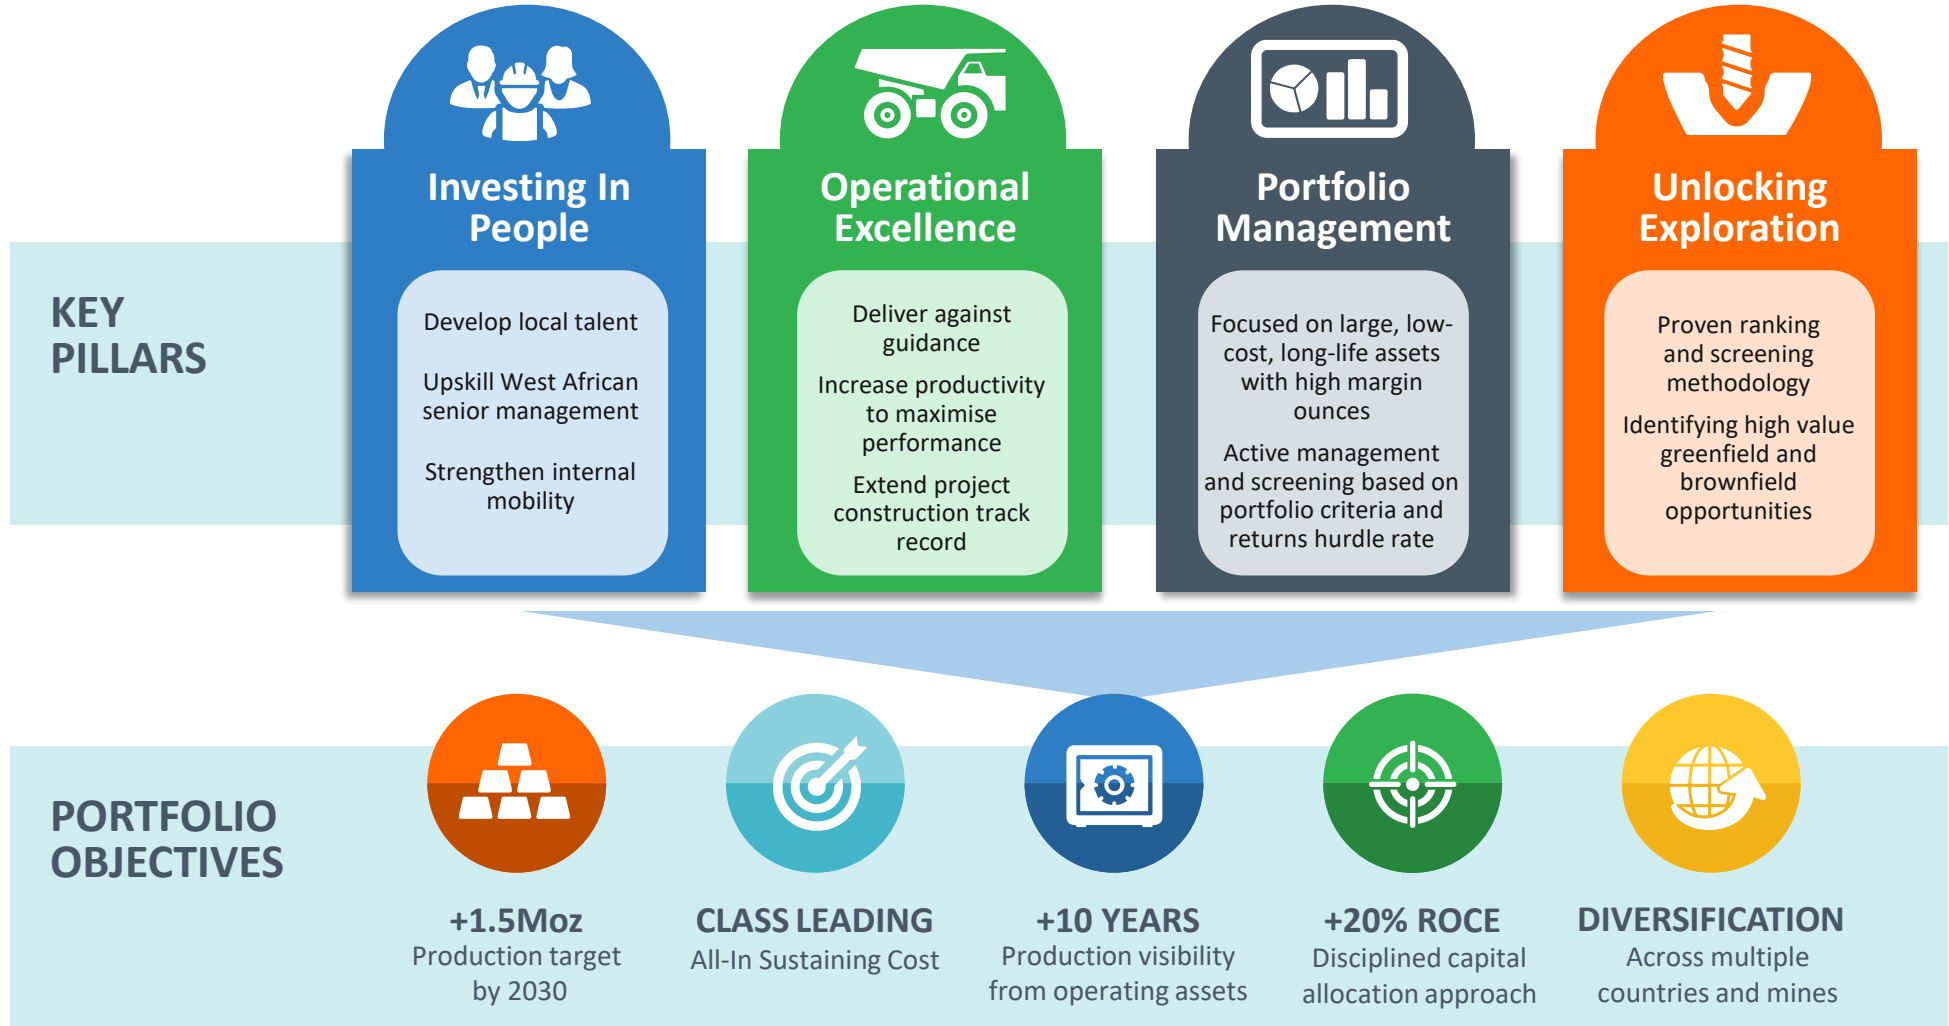 KEY
PILLARS
Investing In
People
Develop local talent
Upskill West African
senior management
Strengthen internal
mobility
Operational
Excellence
Deliver against
guidance
Increase productivity
to maximise
performance
Extend project
construction track
record
Portfolio
Management
Focused on large, low-
cost, long-life assets
with high margin
ounces
Active management
and screening based on
portfolio criteria and
returns hurdle rate
Unlocking
Exploration
Proven ranking
and screening
methodology
Identifying high value
greenfield and
brownfield
opportunities
PORTFOLIO
OBJECTIVES
+1.5Moz
Production target
by 2030
CLASS LEADING
All-In Sustaining Cost
+10 YEARS
Production visibility
from operating assets
+20% ROCE
Disciplined capital
allocation approach
DIVERSIFICATION
Across multiple
countries and mines